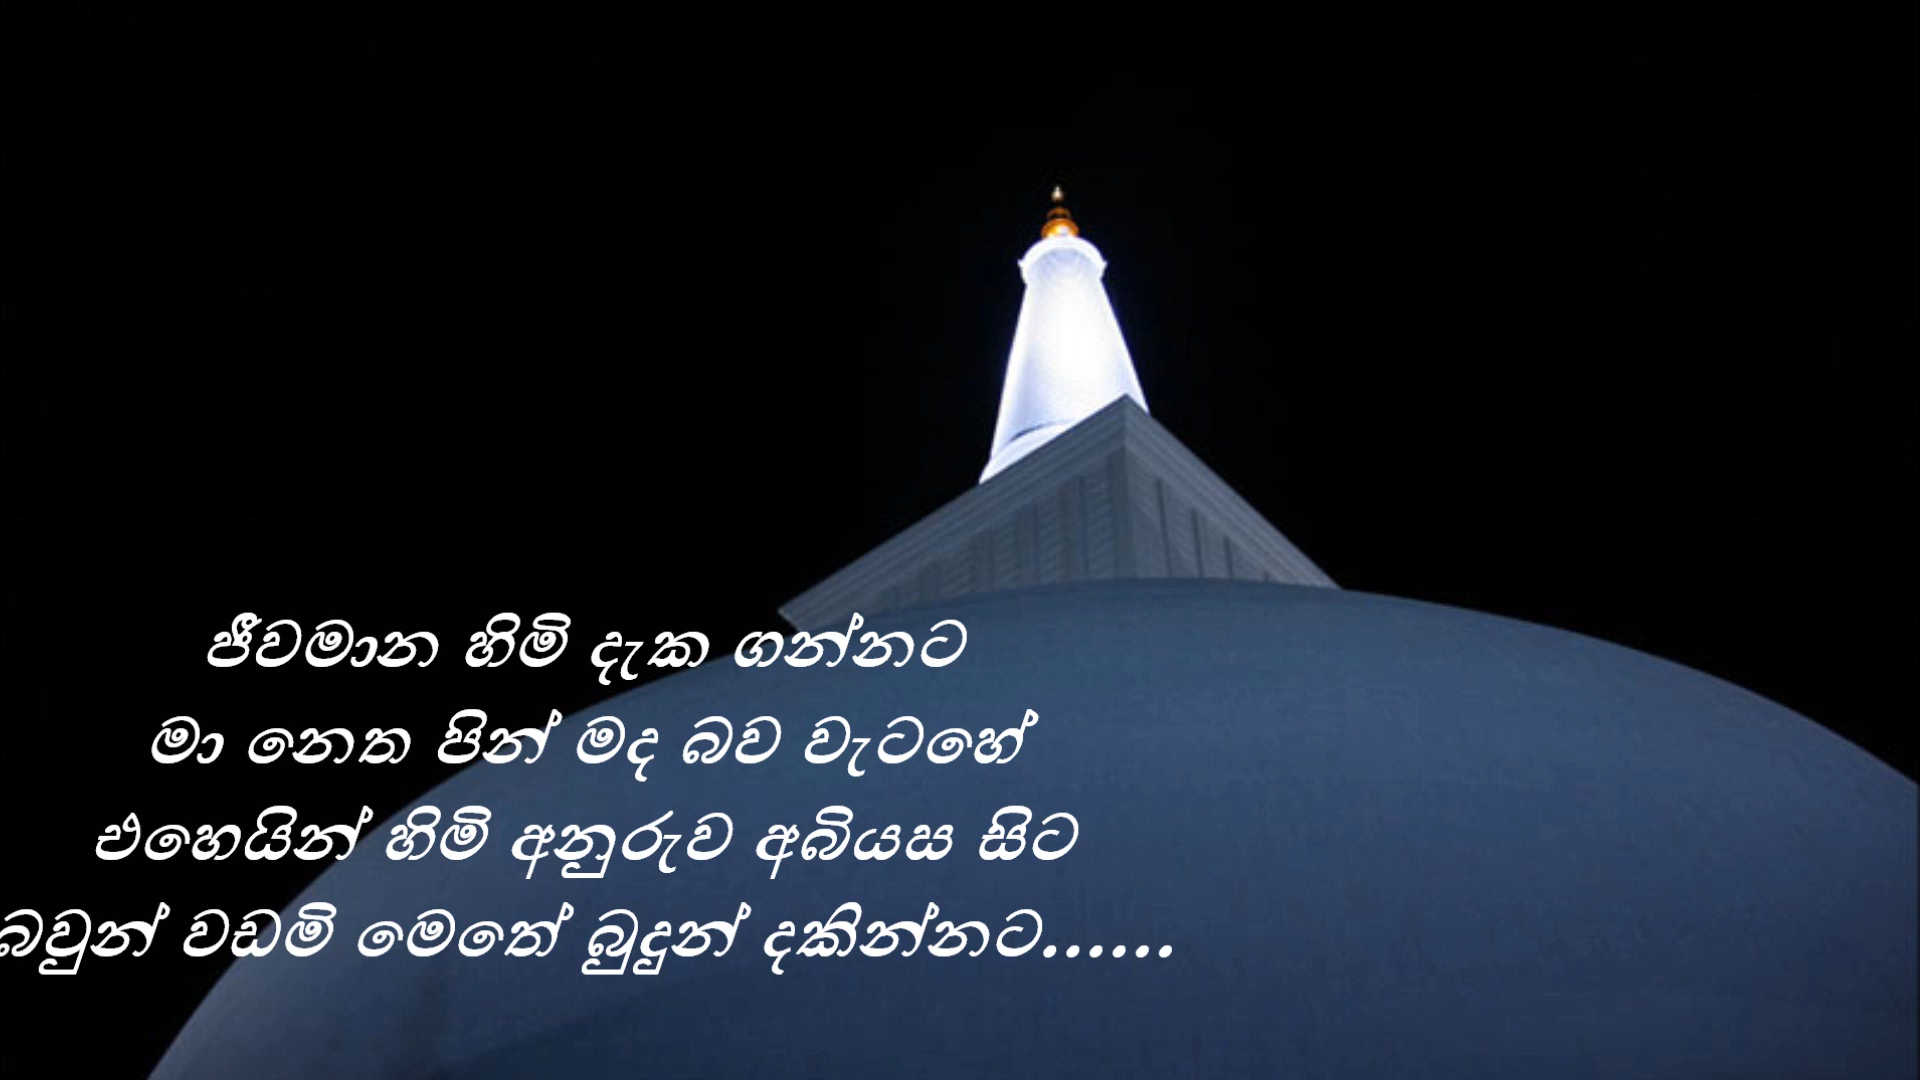 ජීවමාන හිමි දැක ගන්නට
මා නෙත පින් මද බව වැටහේ
එහෙයින් හිමි අනුරුව අබියස සිට
බවුන් වඩමි මෙතේ බුදුන් දකින්නට......